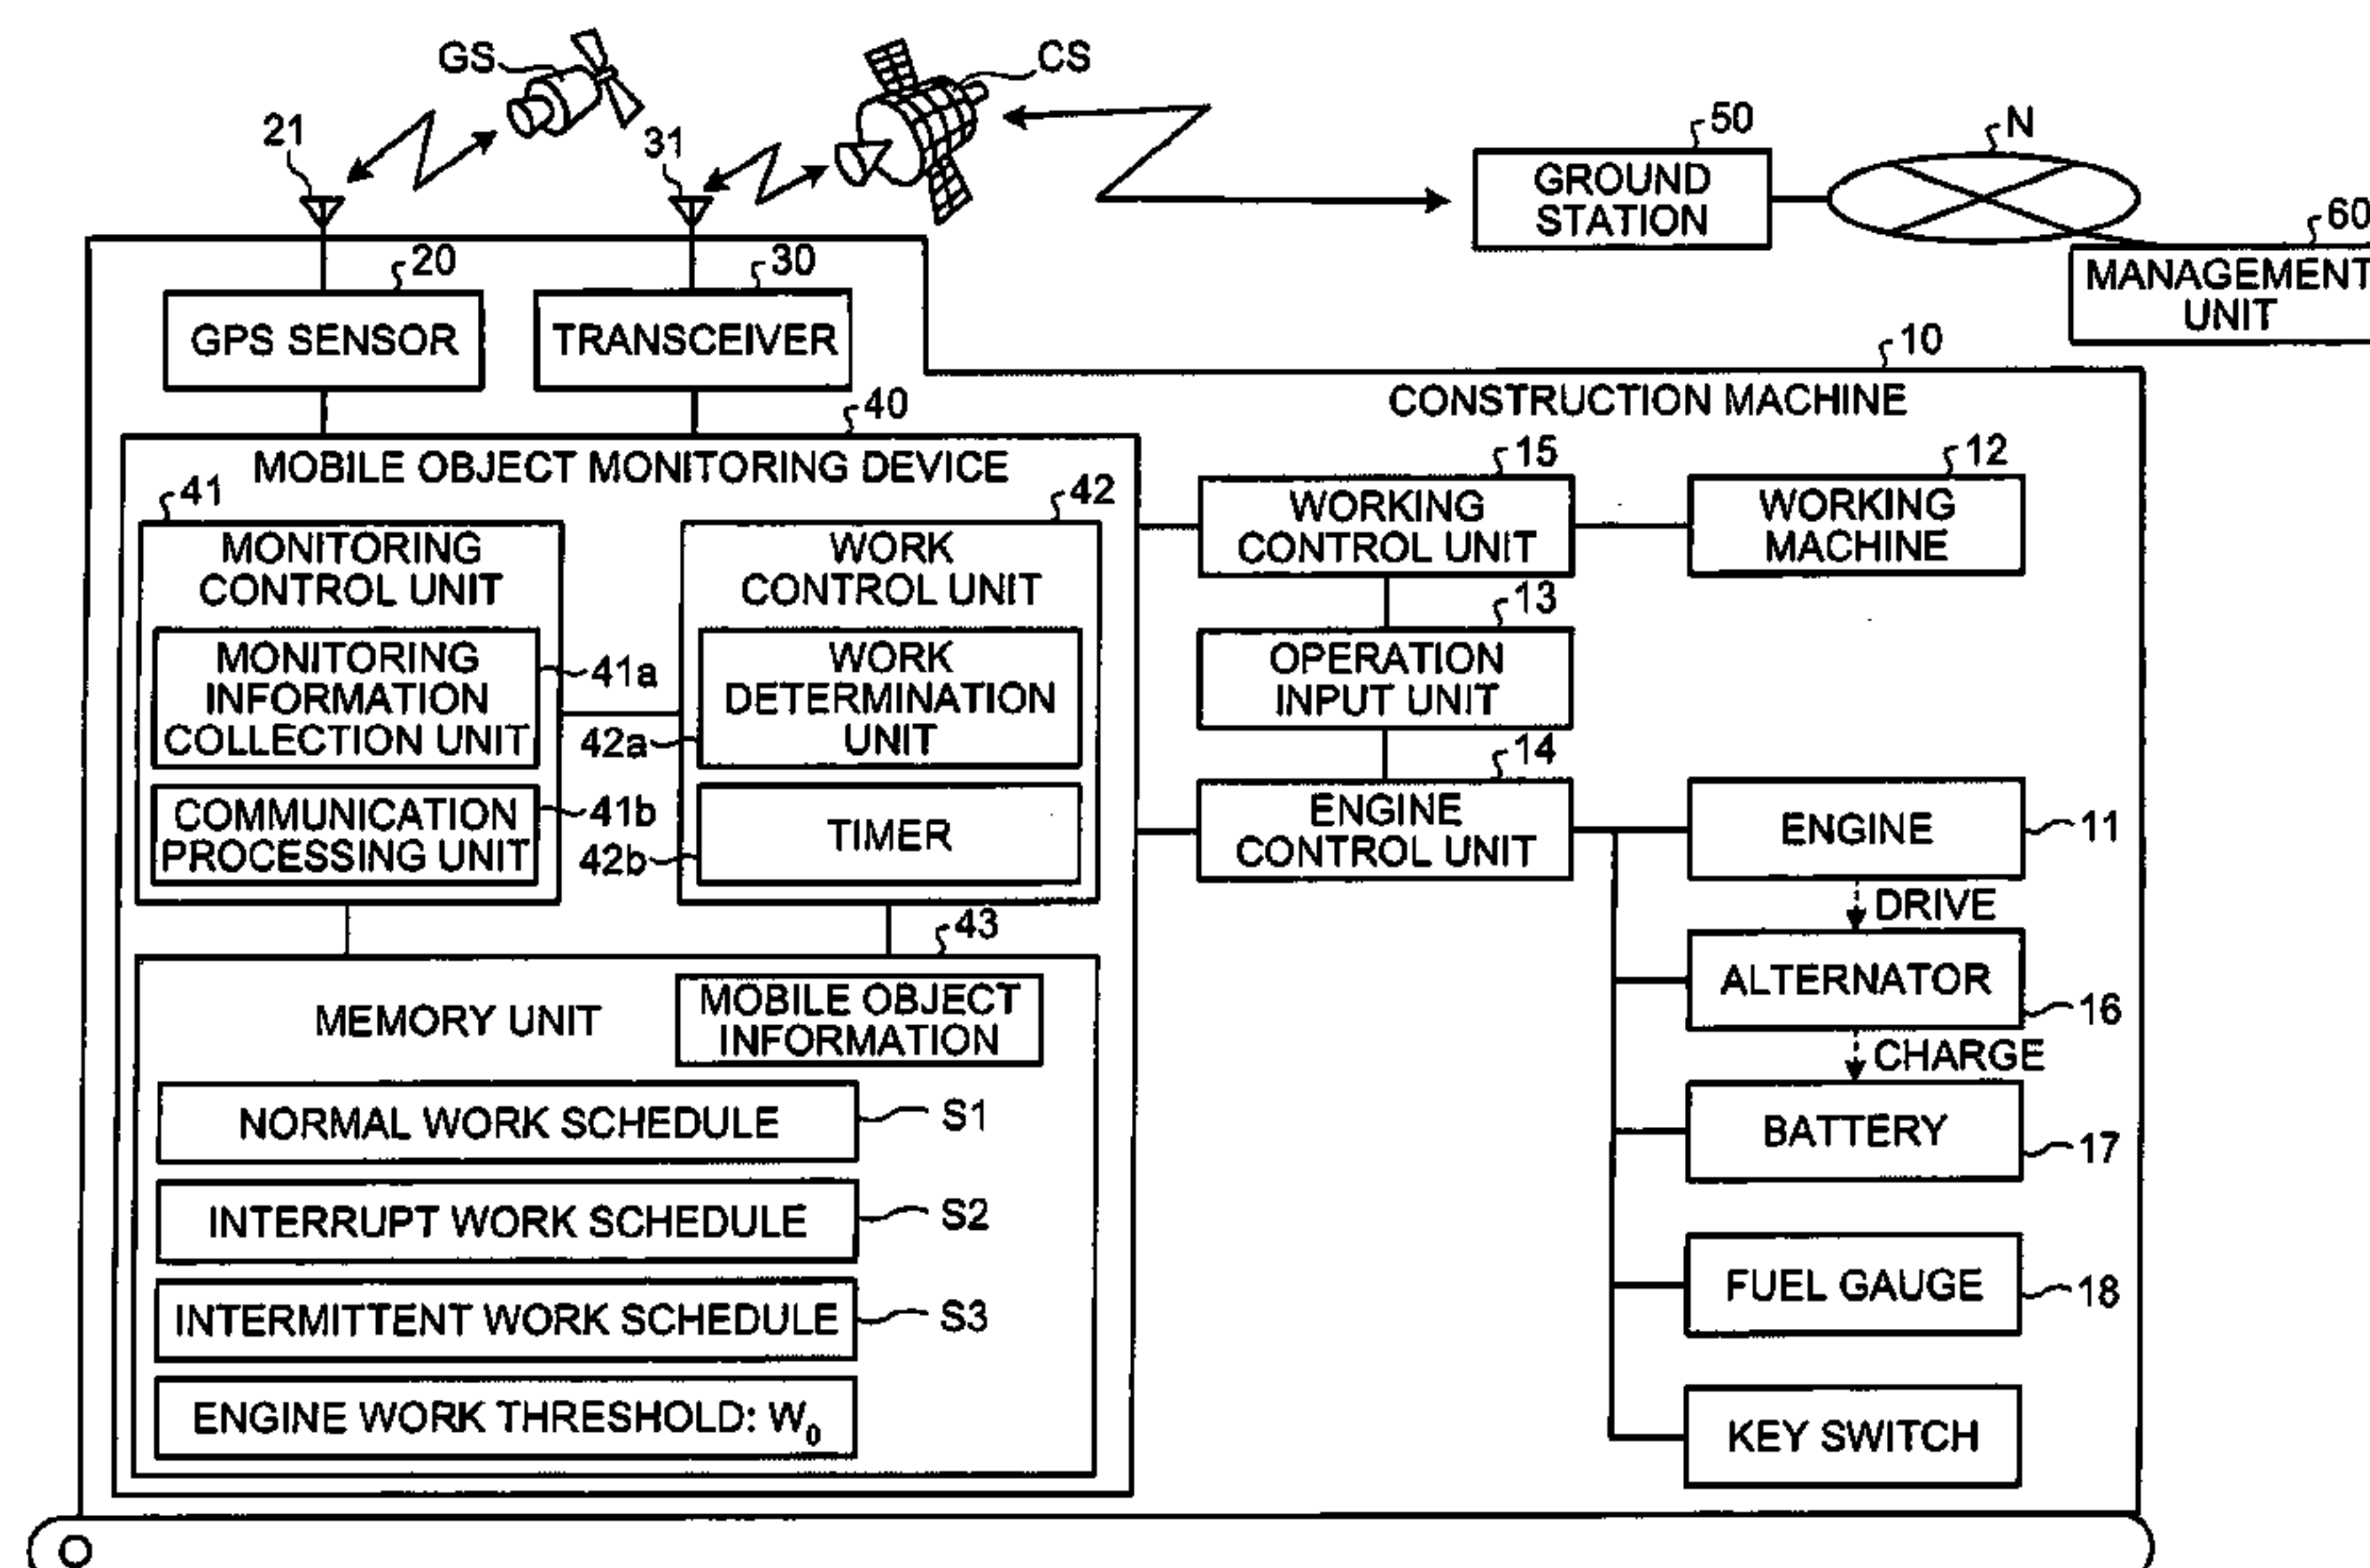 GS
CS
21
31
50
N
GROUND
STATION
60
MANAGEMENT
UNIT
20
30
GPS SENSOR
TRANSCEIVER
10
CONSTRUCTION MACHINE
40
MOBILE OBJECT MONITORING DEVICE
41
MONITORING
CONTROL UNIT
MONITORING
INFORMATION
COLLECTION UNIT
41a
COMMUNICATION
PROCESSING UNIT
41b
42
WORK
CONTROL UNIT
WORK
DETERMINATION
UNIT
42a
TIMER
42b
15
WORKING
CONTROL UNIT
12
WORKING
MACHINE
13
OPERATION
INPUT UNIT
14
ENGINE
CONTROL UNIT
ENGINE
11
DRIVE
ALTERNATOR
16
CHARGE
BATTERY
17
FUEL GAUGE
18
KEY SWITCH
43
MEMORY UNIT
MOBILE OBJECT
INFORMATION
NORMAL WORK SCHEDULE
S1
INTERRUPT WORK SCHEDULE
S2
INTERMITTENT WORK SCHEDULE
S3
ENGINE WORK THRESHOLD: W₀